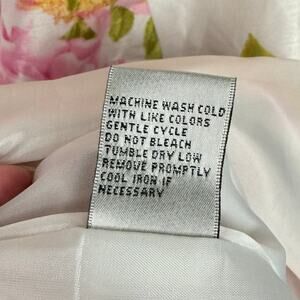 MACHINE WASH COLD
WITH LIKE COLORS
GENTLE CYCLE
DO NOT BLEACH
TUMBLE DRY LOW
REMOVE PROMPTLY
COOL IRON IF
NECESSARY